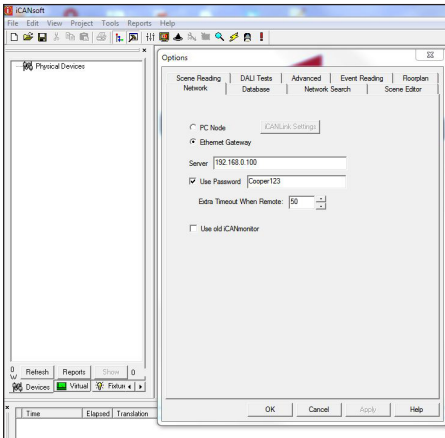 iCANsoft
File Edit View Project Tools Reports Help
Physical Devices
0 Refresh Reports Show 0
W
Devices Virtual Fixtur
Time Elapsed Translation
Options
Scene Reading DALI Tests Advanced Event Reading Floorplan
Network Database Network Search Scene Editor
PC Node iCANLink Settings
Ethernet Gateway
Server 192.168.0.100
Use Password Cooper123
Extra Timeout When Remote: 50
Use old iCANmonitor
OK Cancel Apply Help